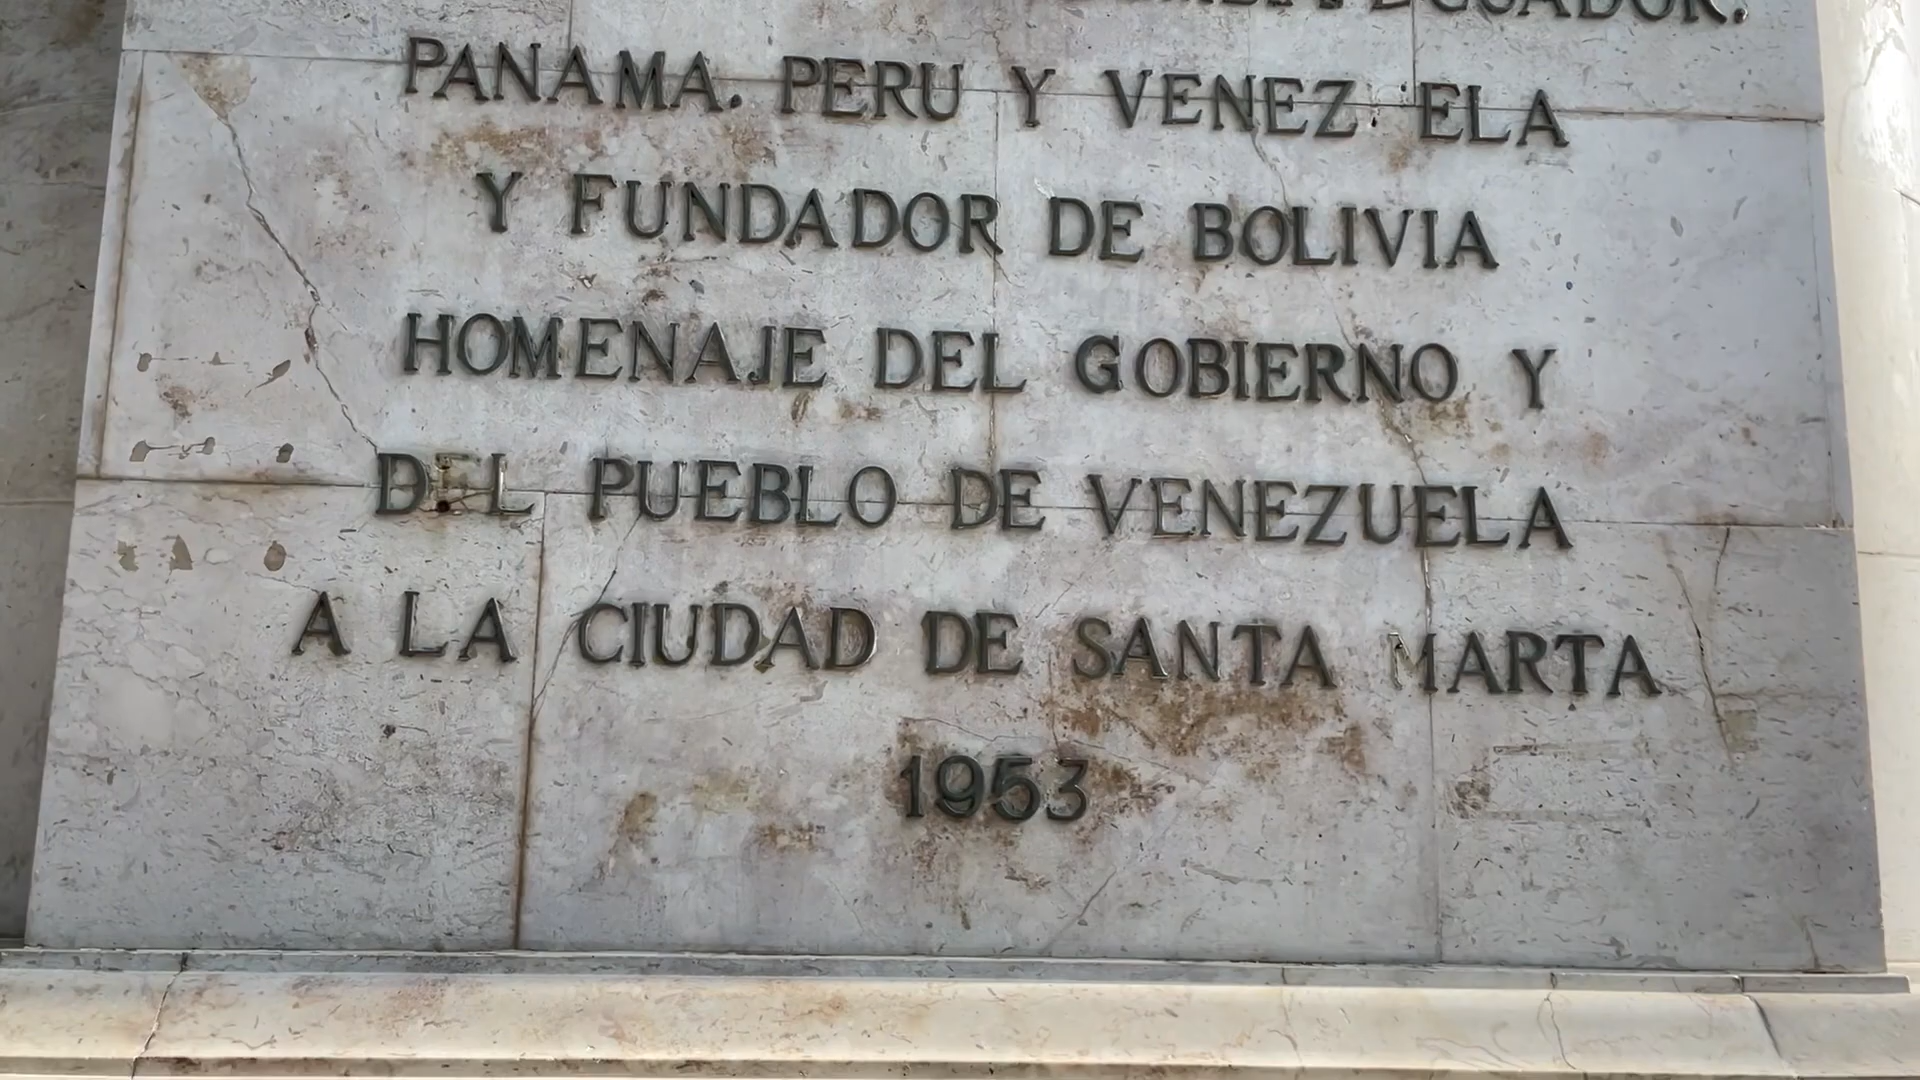 ECUADOR.
PANAMA. PERU Y VENEZ ELA
Y FUNDADOR DE BOLIVIA
HOMENAJE DEL GOBIERNO Y
DEL PUEBLO DE VENEZUELA
A LA CIUDAD DE SANTA MARTA
1953